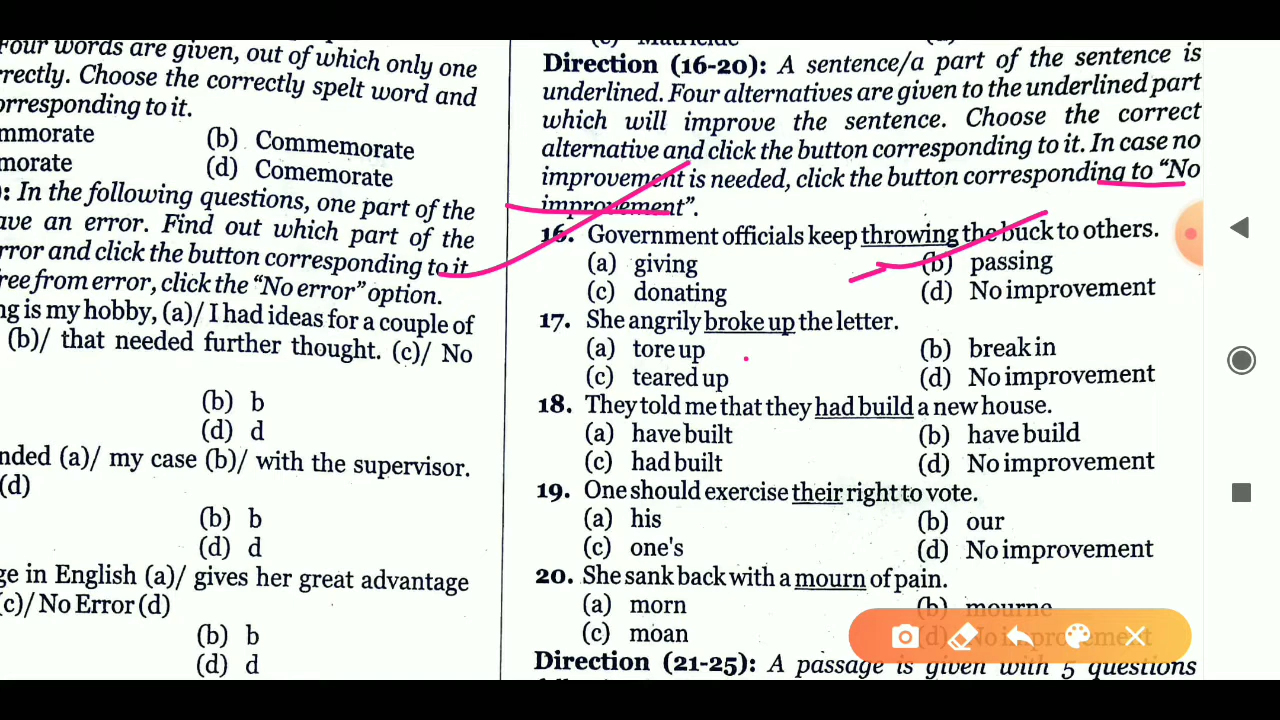 Four words are given, out of which only one
rrectly. Choose the correctly spelt word and
orresponding to it.
mmorate (b) Commemorate
morate (d) Comemorate
): In the following questions, one part of the
ave an error. Find out which part of the
rror and click the button corresponding to it
free from error, click the “No error” option.
ng is my hobby, (a)/ I had ideas for a couple of
(b)/ that needed further thought. (c)/ No
(b) b
(d) d
nded (a)/ my case (b)/ with the supervisor.
(d)
(b) b
(d) d
ge in English (a)/ gives her great advantage
(c)/ No Error (d)
(b) b
(d) d
Direction (16-20): A sentence/a part of the sentence is
underlined. Four alternatives are given to the underlined part
which will improve the sentence. Choose the correct
alternative and click the button corresponding to it. In case no
improvement is needed, click the button corresponding to “No
improvement”.
16. Government officials keep throwing the buck to others.
(a) giving (b) passing
(c) donating (d) No improvement
17. She angrily broke up the letter.
(a) tore up (b) break in
(c) teared up (d) No improvement
18. They told me that they had build a new house.
(a) have built (b) have build
(c) had built (d) No improvement
19. One should exercise their right to vote.
(a) his (b) our
(c) one's (d) No improvement
20. She sank back with a mourn of pain.
(a) morn (b) mourne
(c) moan (d) No improvement
Direction (21-25): A passage is given with 5 questions